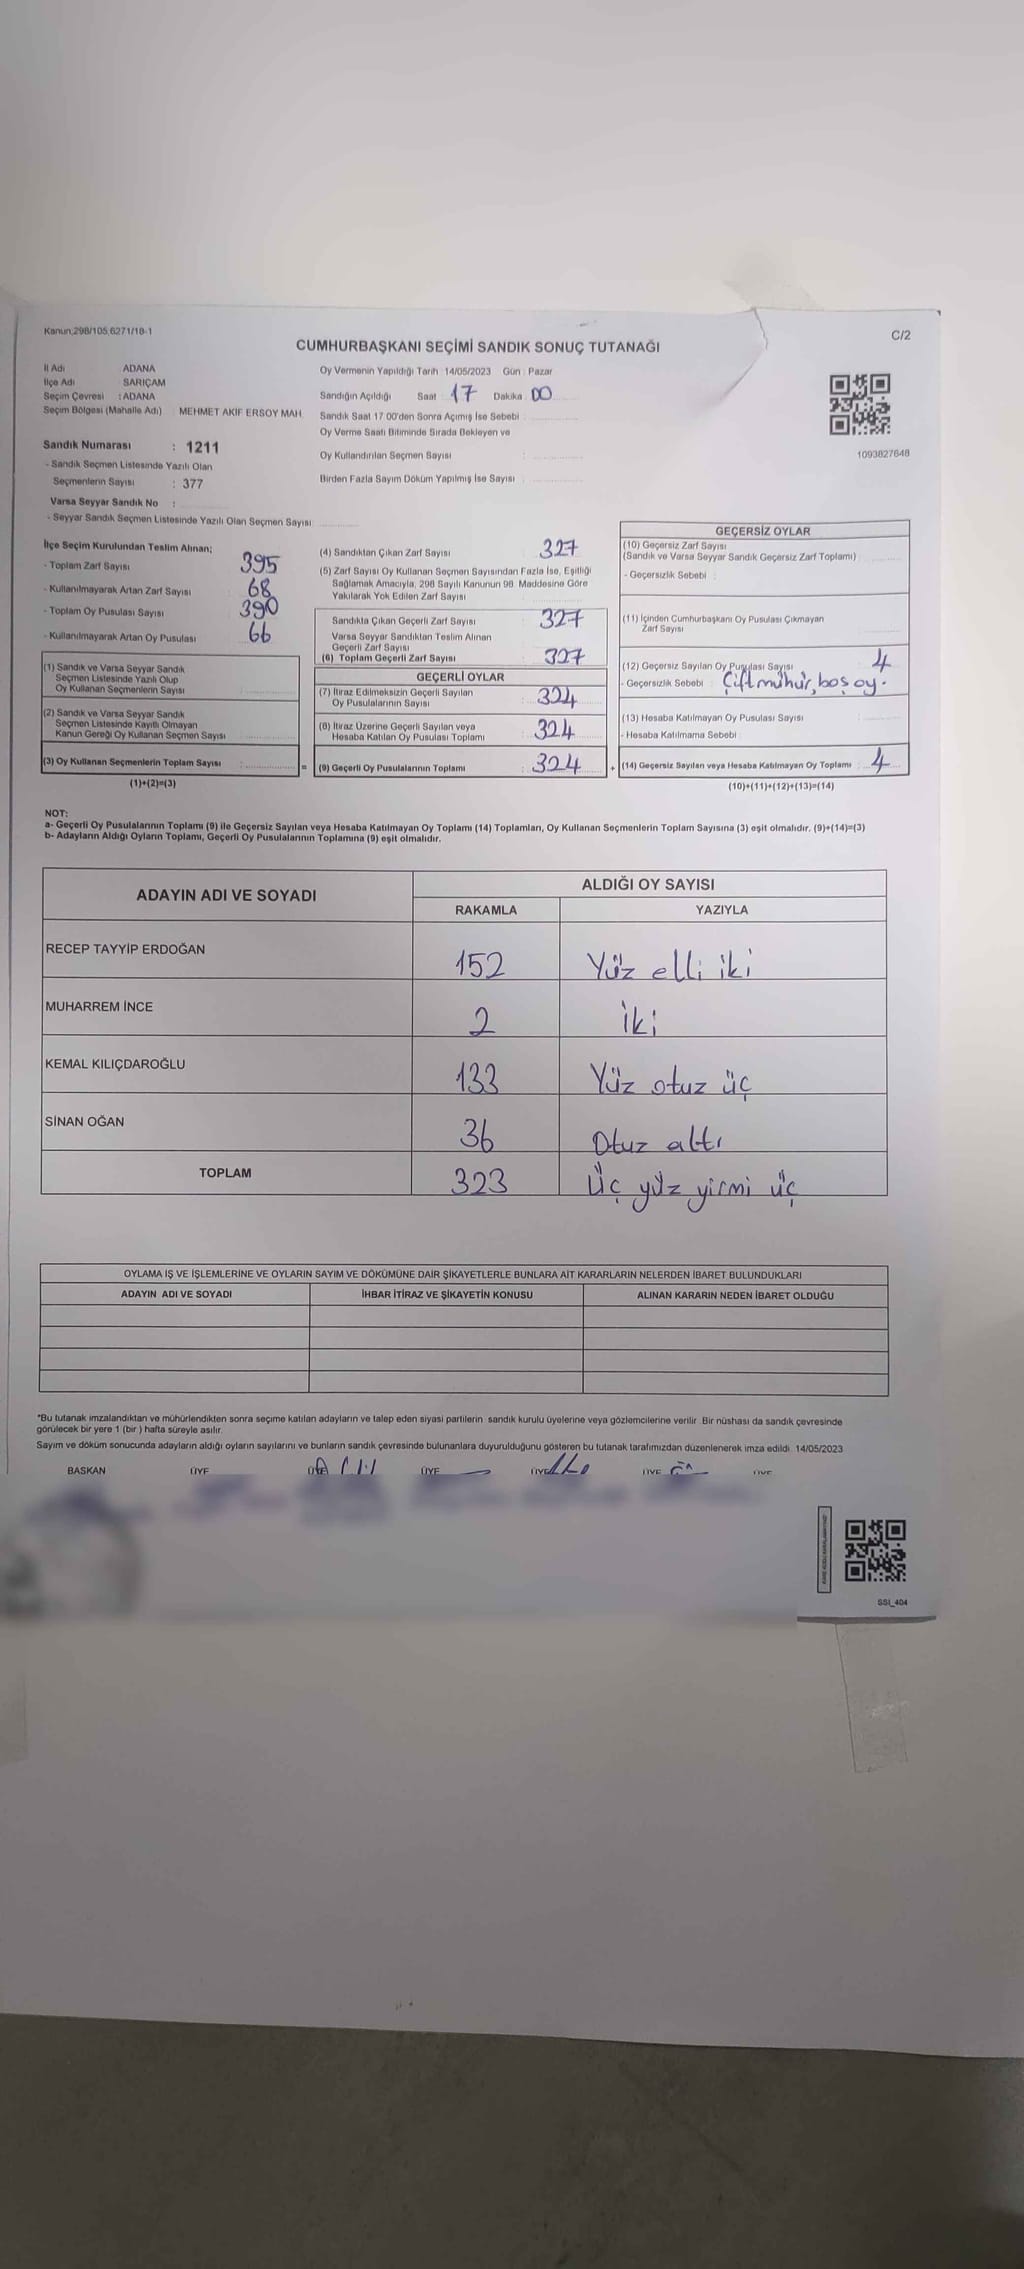 Kanun;298/105,6271/18-1
C/2
CUMHURBAŞKANI SEÇİMİ SANDIK SONUÇ TUTANAĞI
İl Adı ADANA
İlçe Adı SARIÇAM
Seçim Çevresi : ADANA
Seçim Bölgesi (Mahalle Adı) : MEHMET AKİF ERSOY MAH.
Sandık Numarası : 1211
- Sandık Seçmen Listesinde Yazılı Olan
Seçmenlerin Sayısı : 377
Varsa Seyyar Sandık No :
- Seyyar Sandık Seçmen Listesinde Yazılı Olan Seçmen Sayısı:
Oy Vermenin Yapıldığı Tarih : 14/05/2023 Gün : Pazar
Sandığın Açıldığı Saat : 17 Dakika : 00
Sandık Saat 17.00'den Sonra Açılmış İse Sebebi :
Oy Verme Saati Bitiminde Sırada Bekleyen ve
Oy Kullandırılan Seçmen Sayısı :
Birden Fazla Sayım Döküm Yapılmış İse Sayısı :
1093827648
İlçe Seçim Kurulundan Teslim Alınan;
- Toplam Zarf Sayısı 395
- Kullanılmayarak Artan Zarf Sayısı 68
- Toplam Oy Pusulası Sayısı 390
- Kullanılmayarak Artan Oy Pusulası 66
(1) Sandık ve Varsa Seyyar Sandık
Seçmen Listesinde Yazılı Olup
Oy Kullanan Seçmenlerin Sayısı :
(2) Sandık ve Varsa Seyyar Sandık
Seçmen Listesinde Kayıtlı Olmayan
Kanun Gereği Oy Kullanan Seçmen Sayısı :
(3) Oy Kullanan Seçmenlerin Toplam Sayısı :
(1)+(2)=(3)
(4) Sandıktan Çıkan Zarf Sayısı : 327
(5) Zarf Sayısı Oy Kullanan Seçmen Sayısından Fazla İse, Eşitliği
Sağlamak Amacıyla, 298 Sayılı Kanunun 98. Maddesine Göre
Yakılarak Yok Edilen Zarf Sayısı :
Sandıkta Çıkan Geçerli Zarf Sayısı : 327
Varsa Seyyar Sandıktan Teslim Alınan
Geçerli Zarf Sayısı :
(6) Toplam Geçerli Zarf Sayısı : 327
GEÇERLİ OYLAR
(7) İtiraz Edilmeksizin Geçerli Sayılan
Oy Pusulalarının Sayısı : 324
(8) İtiraz Üzerine Geçerli Sayılan veya
Hesaba Katılan Oy Pusulası Toplamı : 324
= (9) Geçerli Oy Pusulalarının Toplamı : 324 +
GEÇERSİZ OYLAR
(10) Geçersiz Zarf Sayısı
(Sandık ve Varsa Seyyar Sandık Geçersiz Zarf Toplamı) :
- Geçersizlik Sebebi :
(11) İçinden Cumhurbaşkanı Oy Pusulası Çıkmayan
Zarf Sayısı
(12) Geçersiz Sayılan Oy Pusulası Sayısı : 4
- Geçersizlik Sebebi : Çift mühür, boş oy.
(13) Hesaba Katılmayan Oy Pusulası Sayısı :
- Hesaba Katılmama Sebebi :
(14) Geçersiz Sayılan veya Hesaba Katılmayan Oy Toplamı : 4
(10)+(11)+(12)+(13)=(14)
NOT:
a- Geçerli Oy Pusulalarının Toplamı (9) ile Geçersiz Sayılan veya Hesaba Katılmayan Oy Toplamı (14) Toplamları, Oy Kullanan Seçmenlerin Toplam Sayısına (3) eşit olmalıdır. (9)+(14)=(3)
b- Adayların Aldığı Oyların Toplamı, Geçerli Oy Pusulalarının Toplamına (9) eşit olmalıdır.
ADAYIN ADI VE SOYADI ALDIĞI OY SAYISI
RAKAMLA YAZIYLA
RECEP TAYYİP ERDOĞAN 152 Yüz elli iki
MUHARREM İNCE 2 İki
KEMAL KILIÇDAROĞLU 133 Yüz otuz üç
SİNAN OĞAN 36 Otuz altı
TOPLAM 323 Üç yüz yirmi üç
OYLAMA İŞ VE İŞLEMLERİNE VE OYLARIN SAYIM VE DÖKÜMÜNE DAİR ŞİKAYETLERLE BUNLARA AİT KARARLARIN NELERDEN İBARET BULUNDUKLARI
ADAYIN ADI VE SOYADI İHBAR İTİRAZ VE ŞİKAYETİN KONUSU ALINAN KARARIN NEDEN İBARET OLDUĞU
*Bu tutanak imzalandıktan ve mühürlendikten sonra seçime katılan adayların ve talep eden siyasi partilerin sandık kurulu üyelerine veya gözlemcilerine verilir. Bir nüshası da sandık çevresinde
görülecek bir yere 1 (bir ) hafta süreyle asılır.
Sayım ve döküm sonucunda adayların aldığı oyların sayılarını ve bunların sandık çevresinde bulunanlara duyurulduğunu gösteren bu tutanak tarafımızdan düzenlenerek imza edildi. 14/05/2023
BAŞKAN ÜYE ÜYE ÜYE ÜYE ÜYE
SSI_404